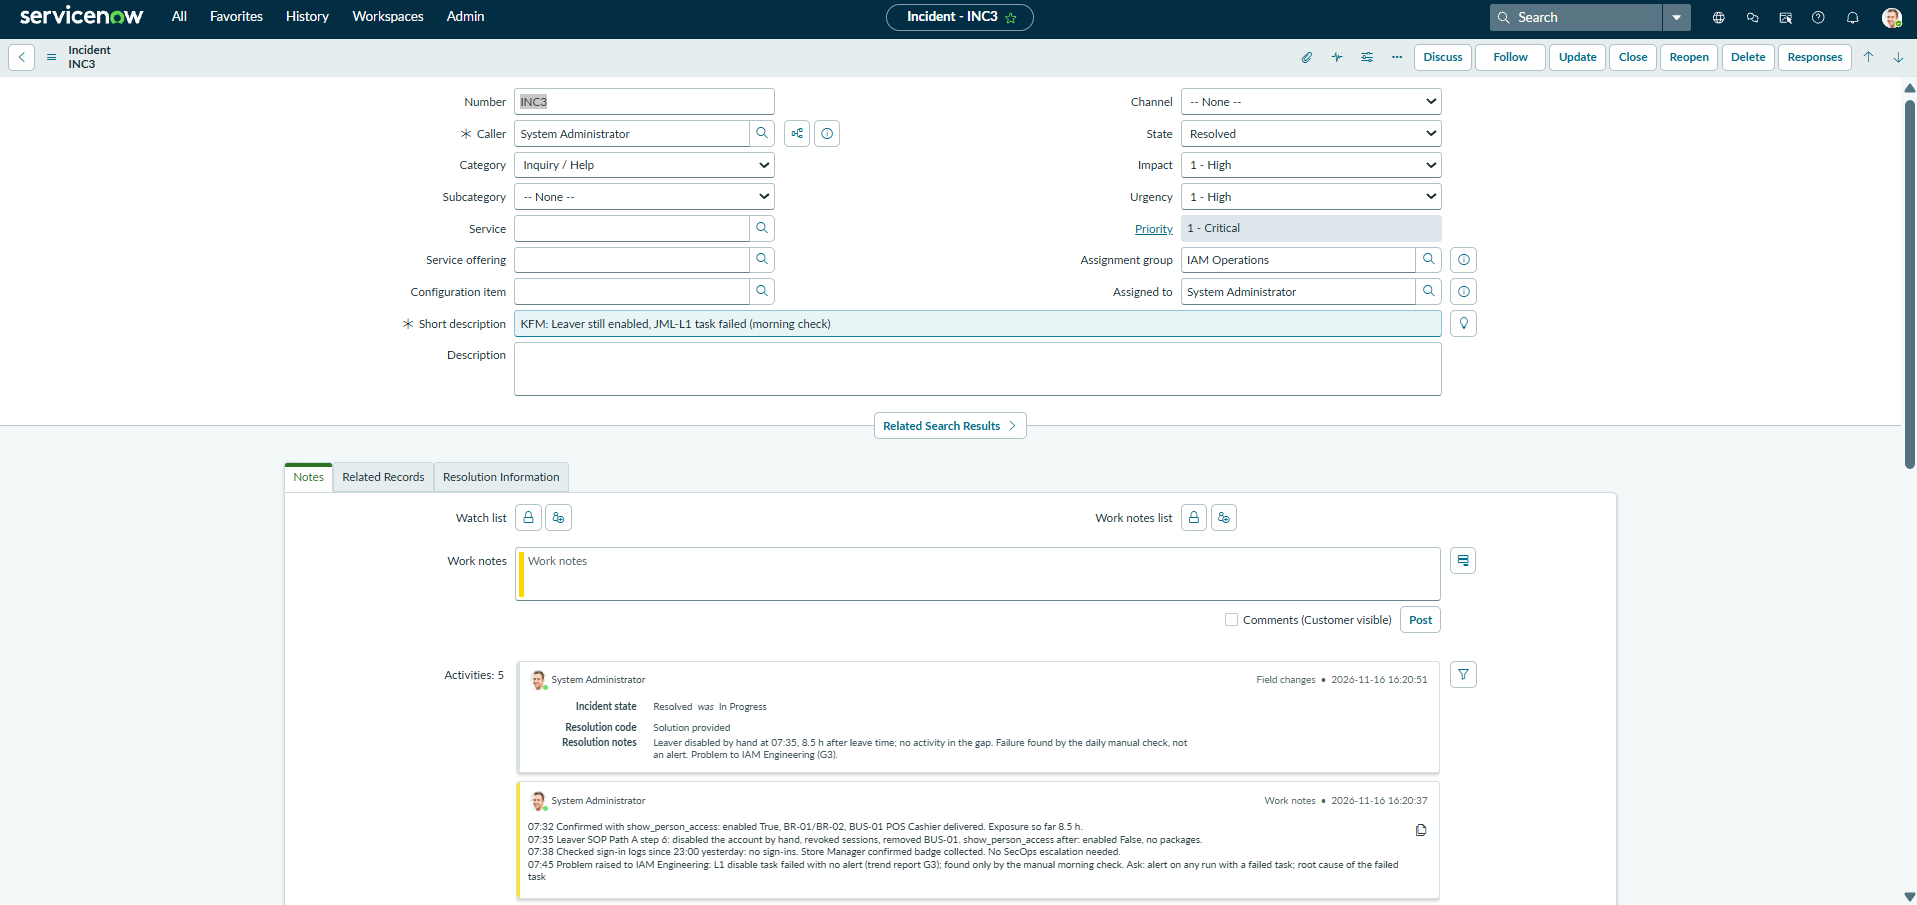 servicenow All Favorites History Workspaces Admin Incident - INC3 Search
Incident
INC3
Discuss Follow Update Close Reopen Delete Responses
Number INC3
Channel -- None --
Caller System Administrator
State Resolved
Category Inquiry / Help
Impact 1 - High
Subcategory -- None --
Urgency 1 - High
Service
Priority 1 - Critical
Service offering
Assignment group IAM Operations
Configuration item
Assigned to System Administrator
Short description KFM: Leaver still enabled, JML-L1 task failed (morning check)
Description
Related Search Results
Notes Related Records Resolution Information
Watch list
Work notes list
Work notes Work notes
Comments (Customer visible) Post
Activities: 5
System Administrator Field changes • 2026-11-16 16:20:51
Incident state Resolved was In Progress
Resolution code Solution provided
Resolution notes Leaver disabled by hand at 07:35, 8.5 h after leave time; no activity in the gap. Failure found by the daily manual check, not
an alert. Problem to IAM Engineering (G3).
System Administrator Work notes • 2026-11-16 16:20:37
07:32 Confirmed with show_person_access: enabled True, BR-01/BR-02, BUS-01 POS Cashier delivered. Exposure so far 8.5 h.
07:35 Leaver SOP Path A step 6: disabled the account by hand, revoked sessions, removed BUS-01. show_person_access after: enabled False, no packages.
07:38 Checked sign-in logs since 23:00 yesterday: no sign-ins. Store Manager confirmed badge collected. No SecOps escalation needed.
07:45 Problem raised to IAM Engineering: L1 disable task failed with no alert (trend report G3); found only by the manual morning check. Ask: alert on any run with a failed task; root cause of the failed
task